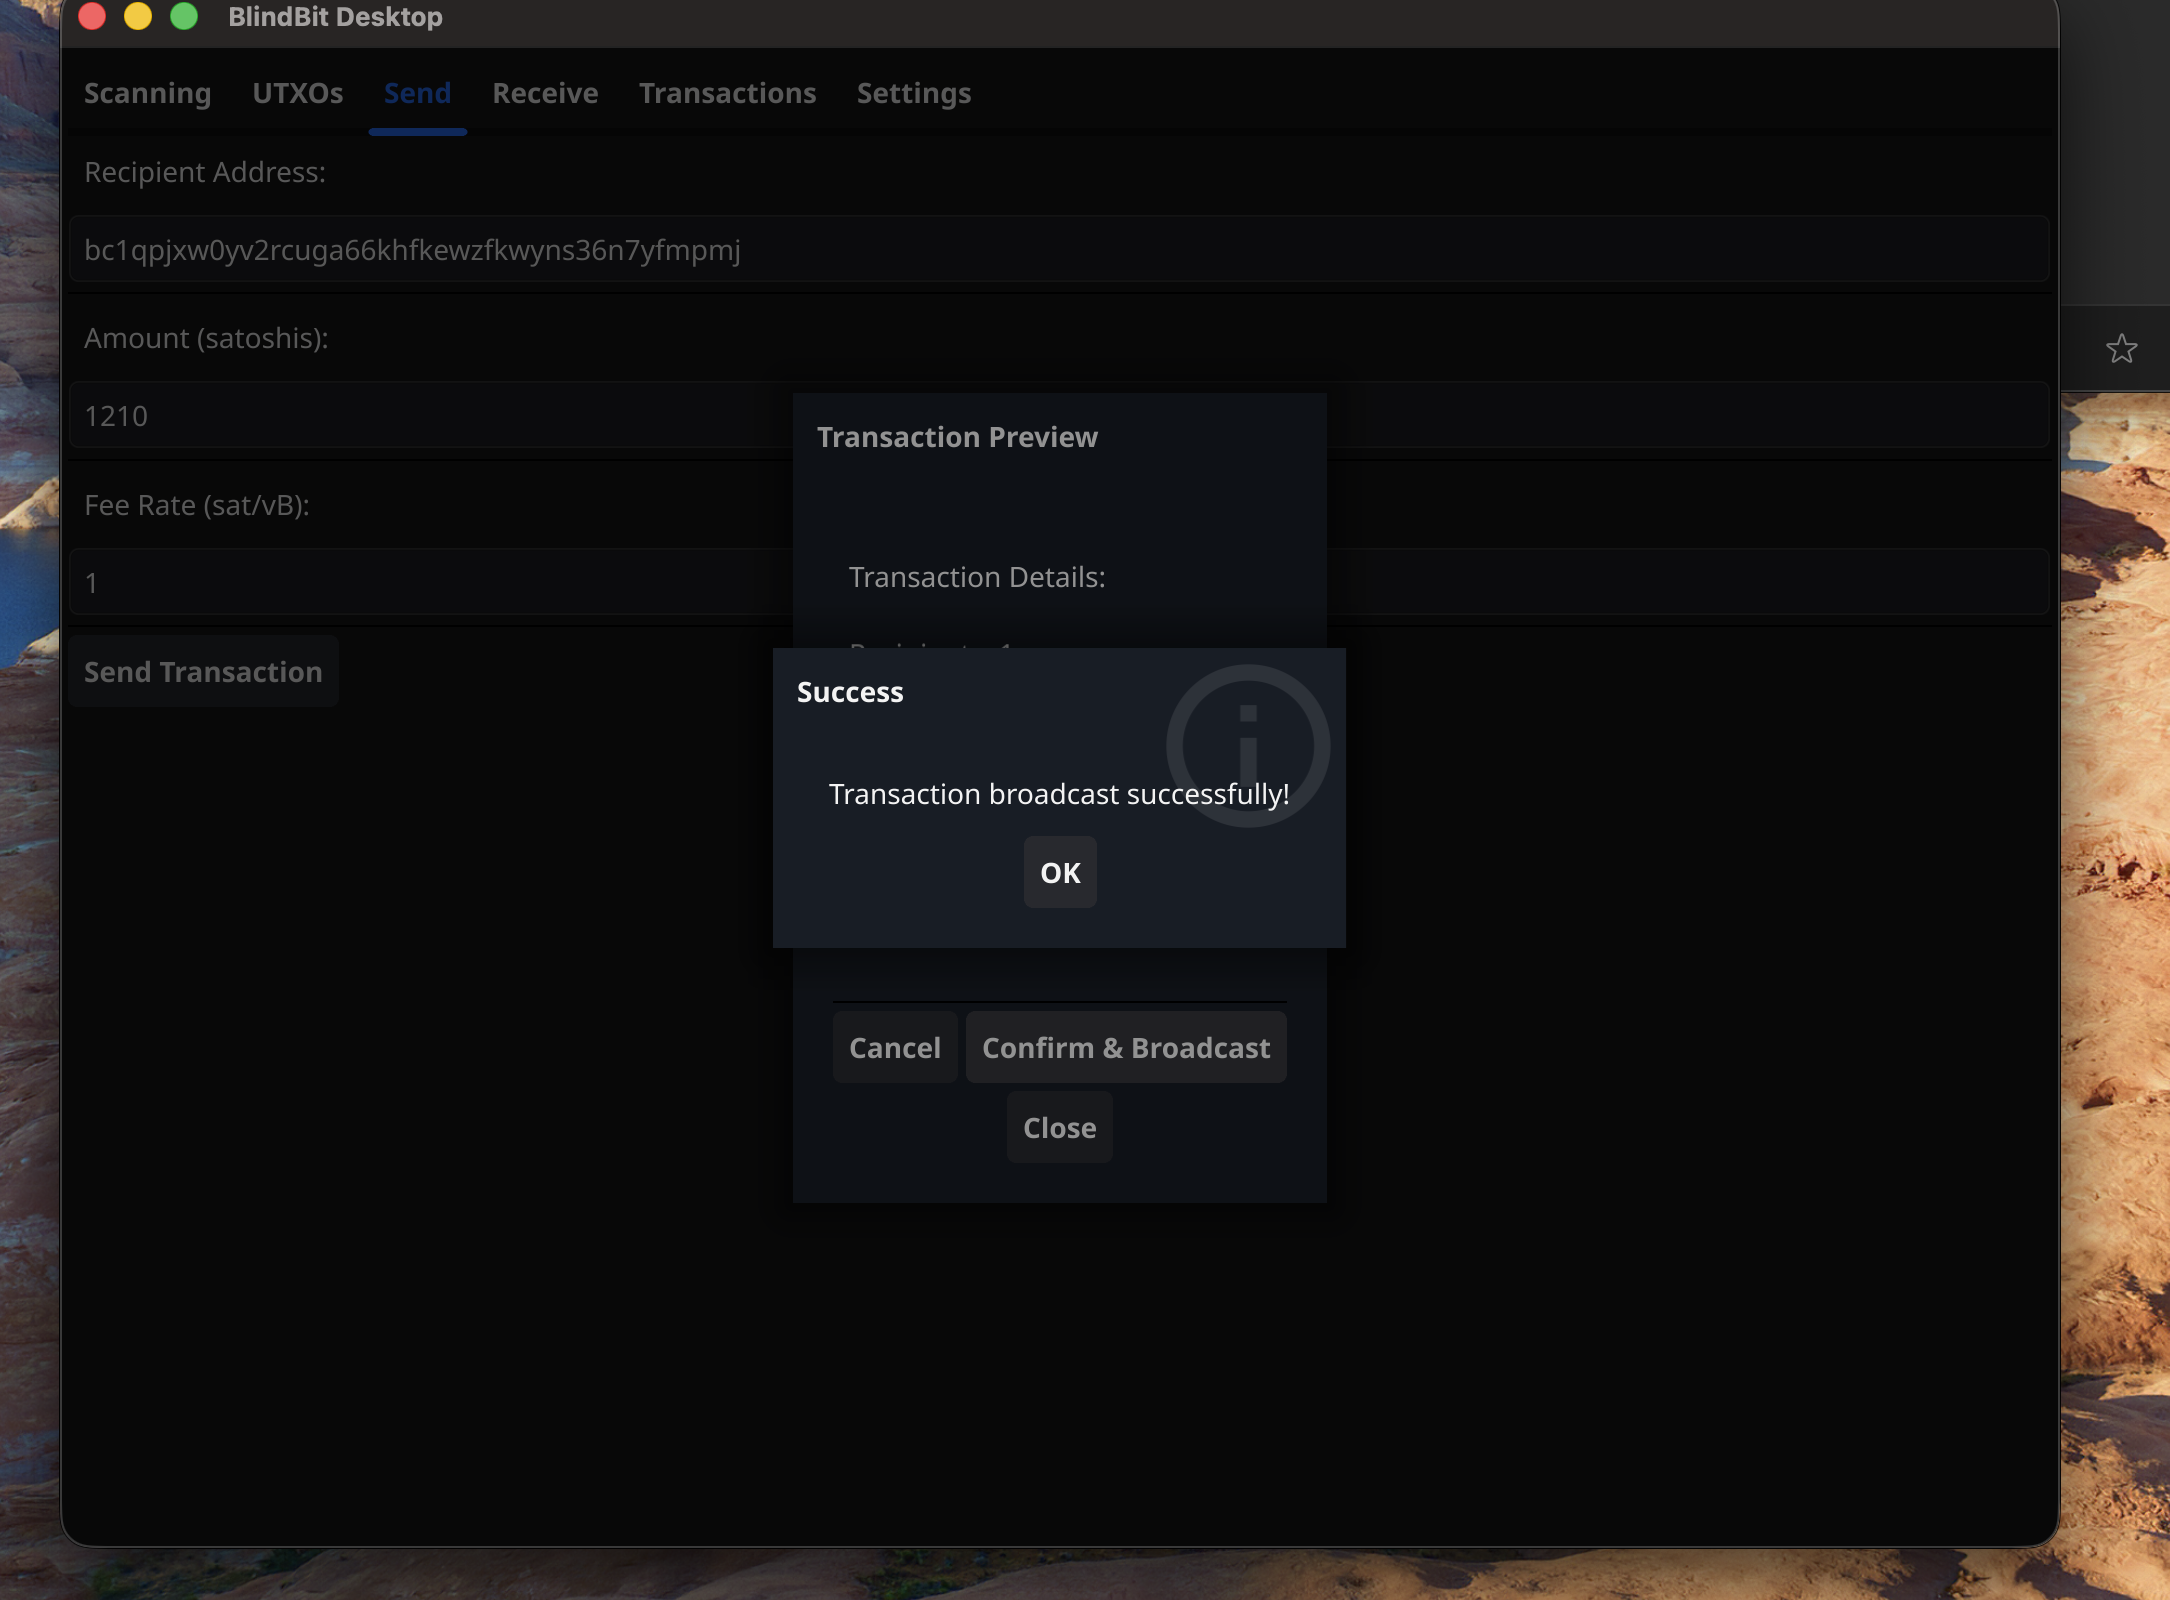 BlindBit Desktop
Scanning UTXOs Send Receive Transactions Settings
Recipient Address:
bc1qpjxw0yv2rcuga66khfkewzfkwyns36n7yfmpmj
Amount (satoshis):
1210
Fee Rate (sat/vB):
1
Send Transaction
Transaction Preview
Transaction Details:
Success
Transaction broadcast successfully!
OK
Cancel Confirm & Broadcast
Close